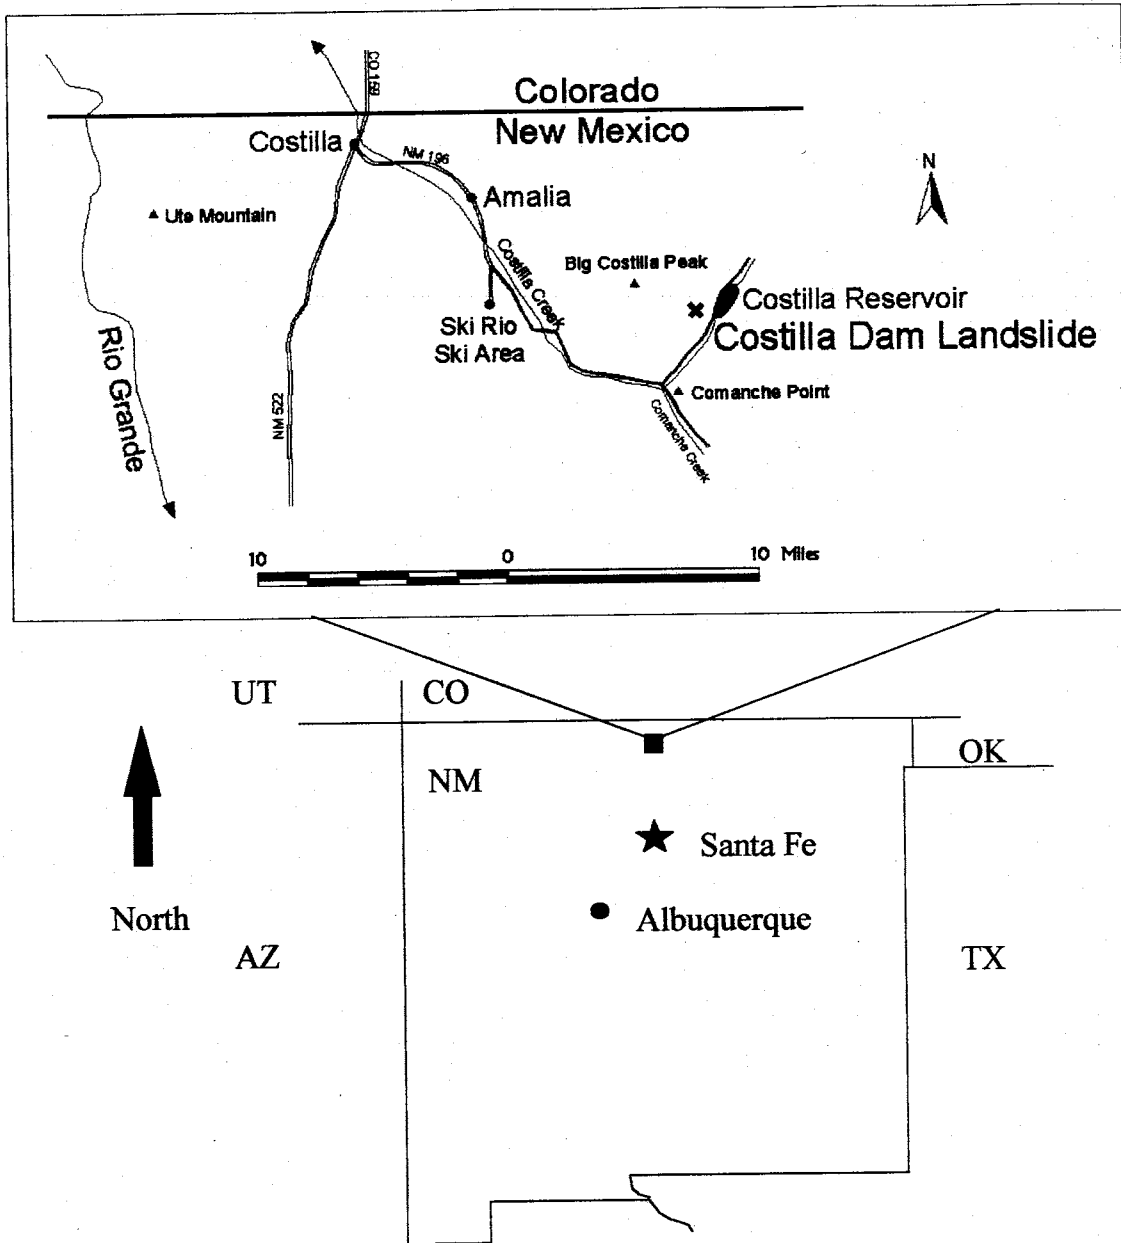 CO 159
Colorado
New Mexico
Costilla
NM 196
N
Amalia
Ute Mountain
Costilla Creek
Big Costilla Peak
Costilla Reservoir
Costilla Dam Landslide
Ski Rio
Ski Area
Rio Grande
NM 522
Comanche Point
Comanche Creek
10 0 10 Miles
UT CO
OK
NM
Santa Fe
North
Albuquerque
AZ TX